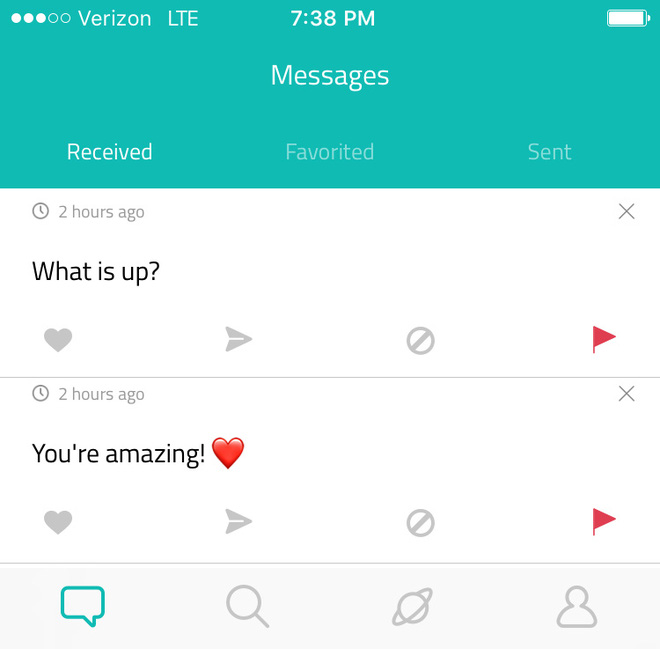 Verizon LTE 7:38 PM
Messages
Received Favorited Sent
2 hours ago
What is up?
2 hours ago
You're amazing! ❤️